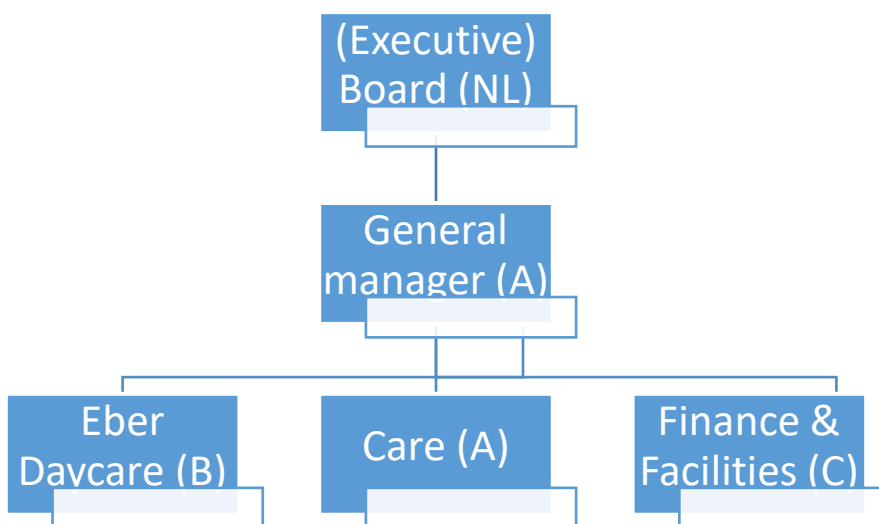 (Executive)
Board (NL)
General
manager (A)
Eber
Daycare (B)
Care (A)
Finance &
Facilities (C)